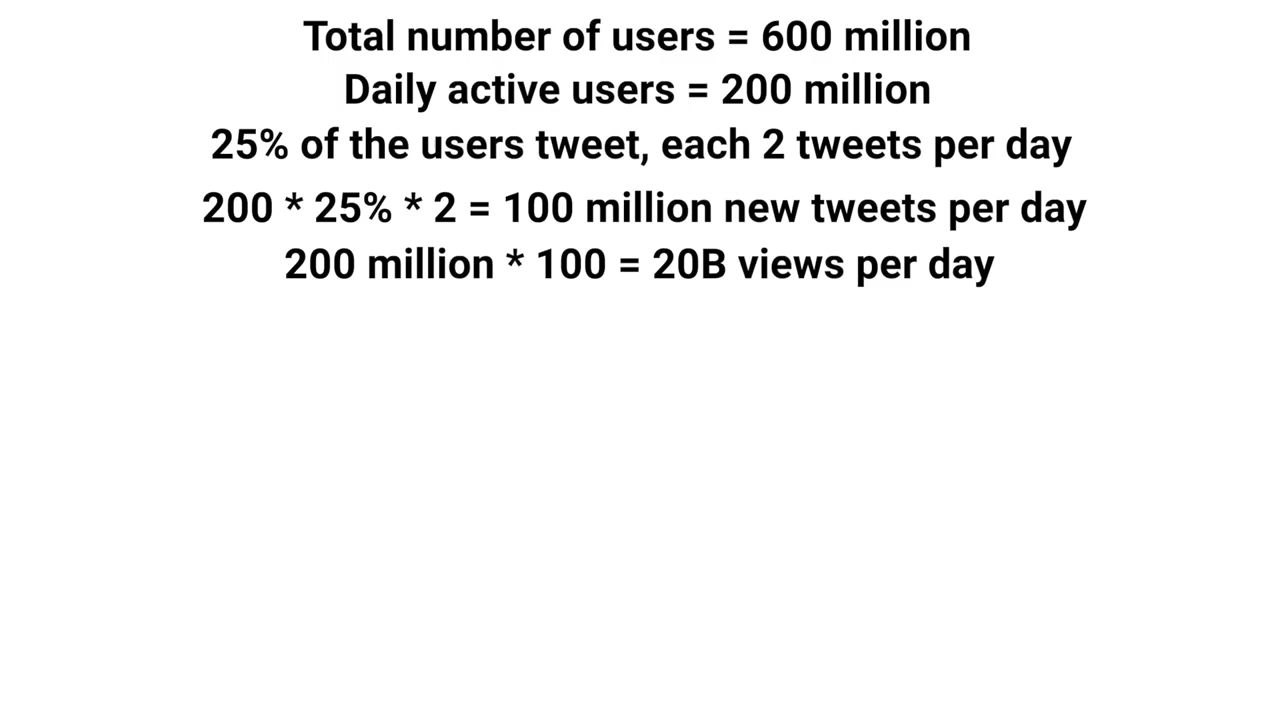 Total number of users = 600 million
Daily active users = 200 million
25% of the users tweet, each 2 tweets per day
200 * 25% * 2 = 100 million new tweets per day
200 million * 100 = 20B views per day